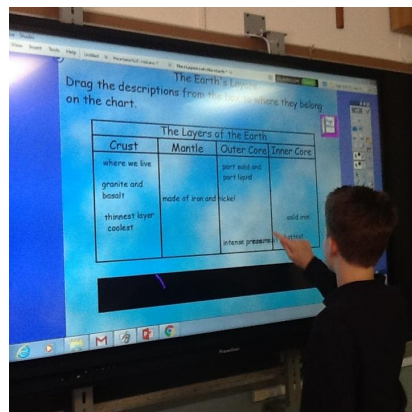 The Earth's
Drag the descriptions from the to where they belong
on the chart.
The Layers of the Earth
Crust Mantle Outer Core Inner Core
where we live part solid and
part liquid
granite and
basalt
made of iron and nickel
thinnest layer solid iron
coolest
intense pressure